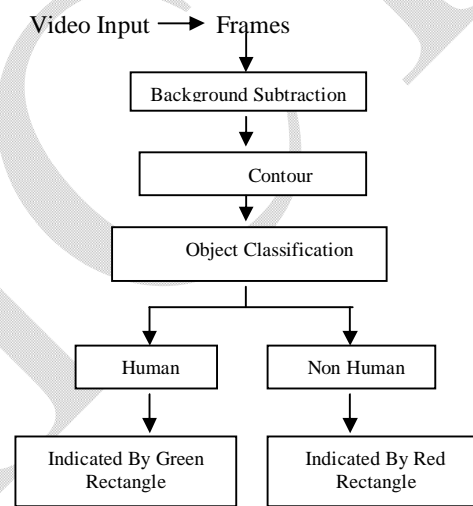 Video Input Frames
Background Subtraction
Contour
Object Classification
Human
Non Human
Indicated By Green
Rectangle
Indicated By Red
Rectangle